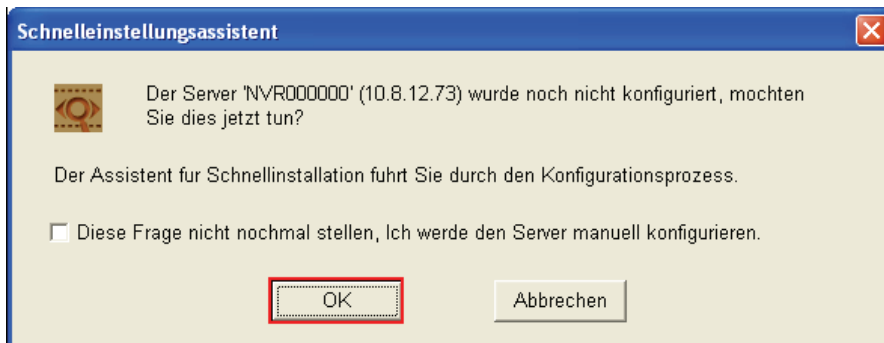 Schnelleinstellungsassistent
Der Server 'NVR000000' (10.8.12.73) wurde noch nicht konfiguriert, mochten
Sie dies jetzt tun?
Der Assistent fur Schnellinstallation fuhrt Sie durch den Konfigurationsprozess.
Diese Frage nicht nochmal stellen, Ich werde den Server manuell konfigurieren.
OK
Abbrechen